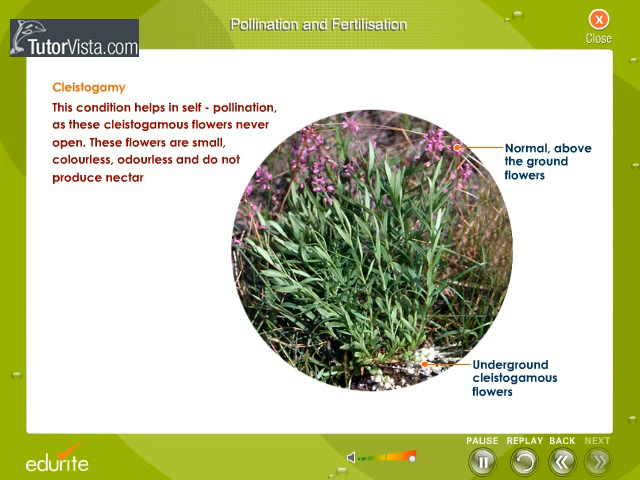 Pollination and Fertilisation
X
Close
TutorVista.com
Cleistogamy
This condition helps in self - pollination,
as these cleistogamous flowers never
open. These flowers are small,
colourless, odourless and do not
produce nectar
Normal, above
the ground
flowers
Underground
cleistogamous
flowers
PAUSE REPLAY BACK NEXT
edurite